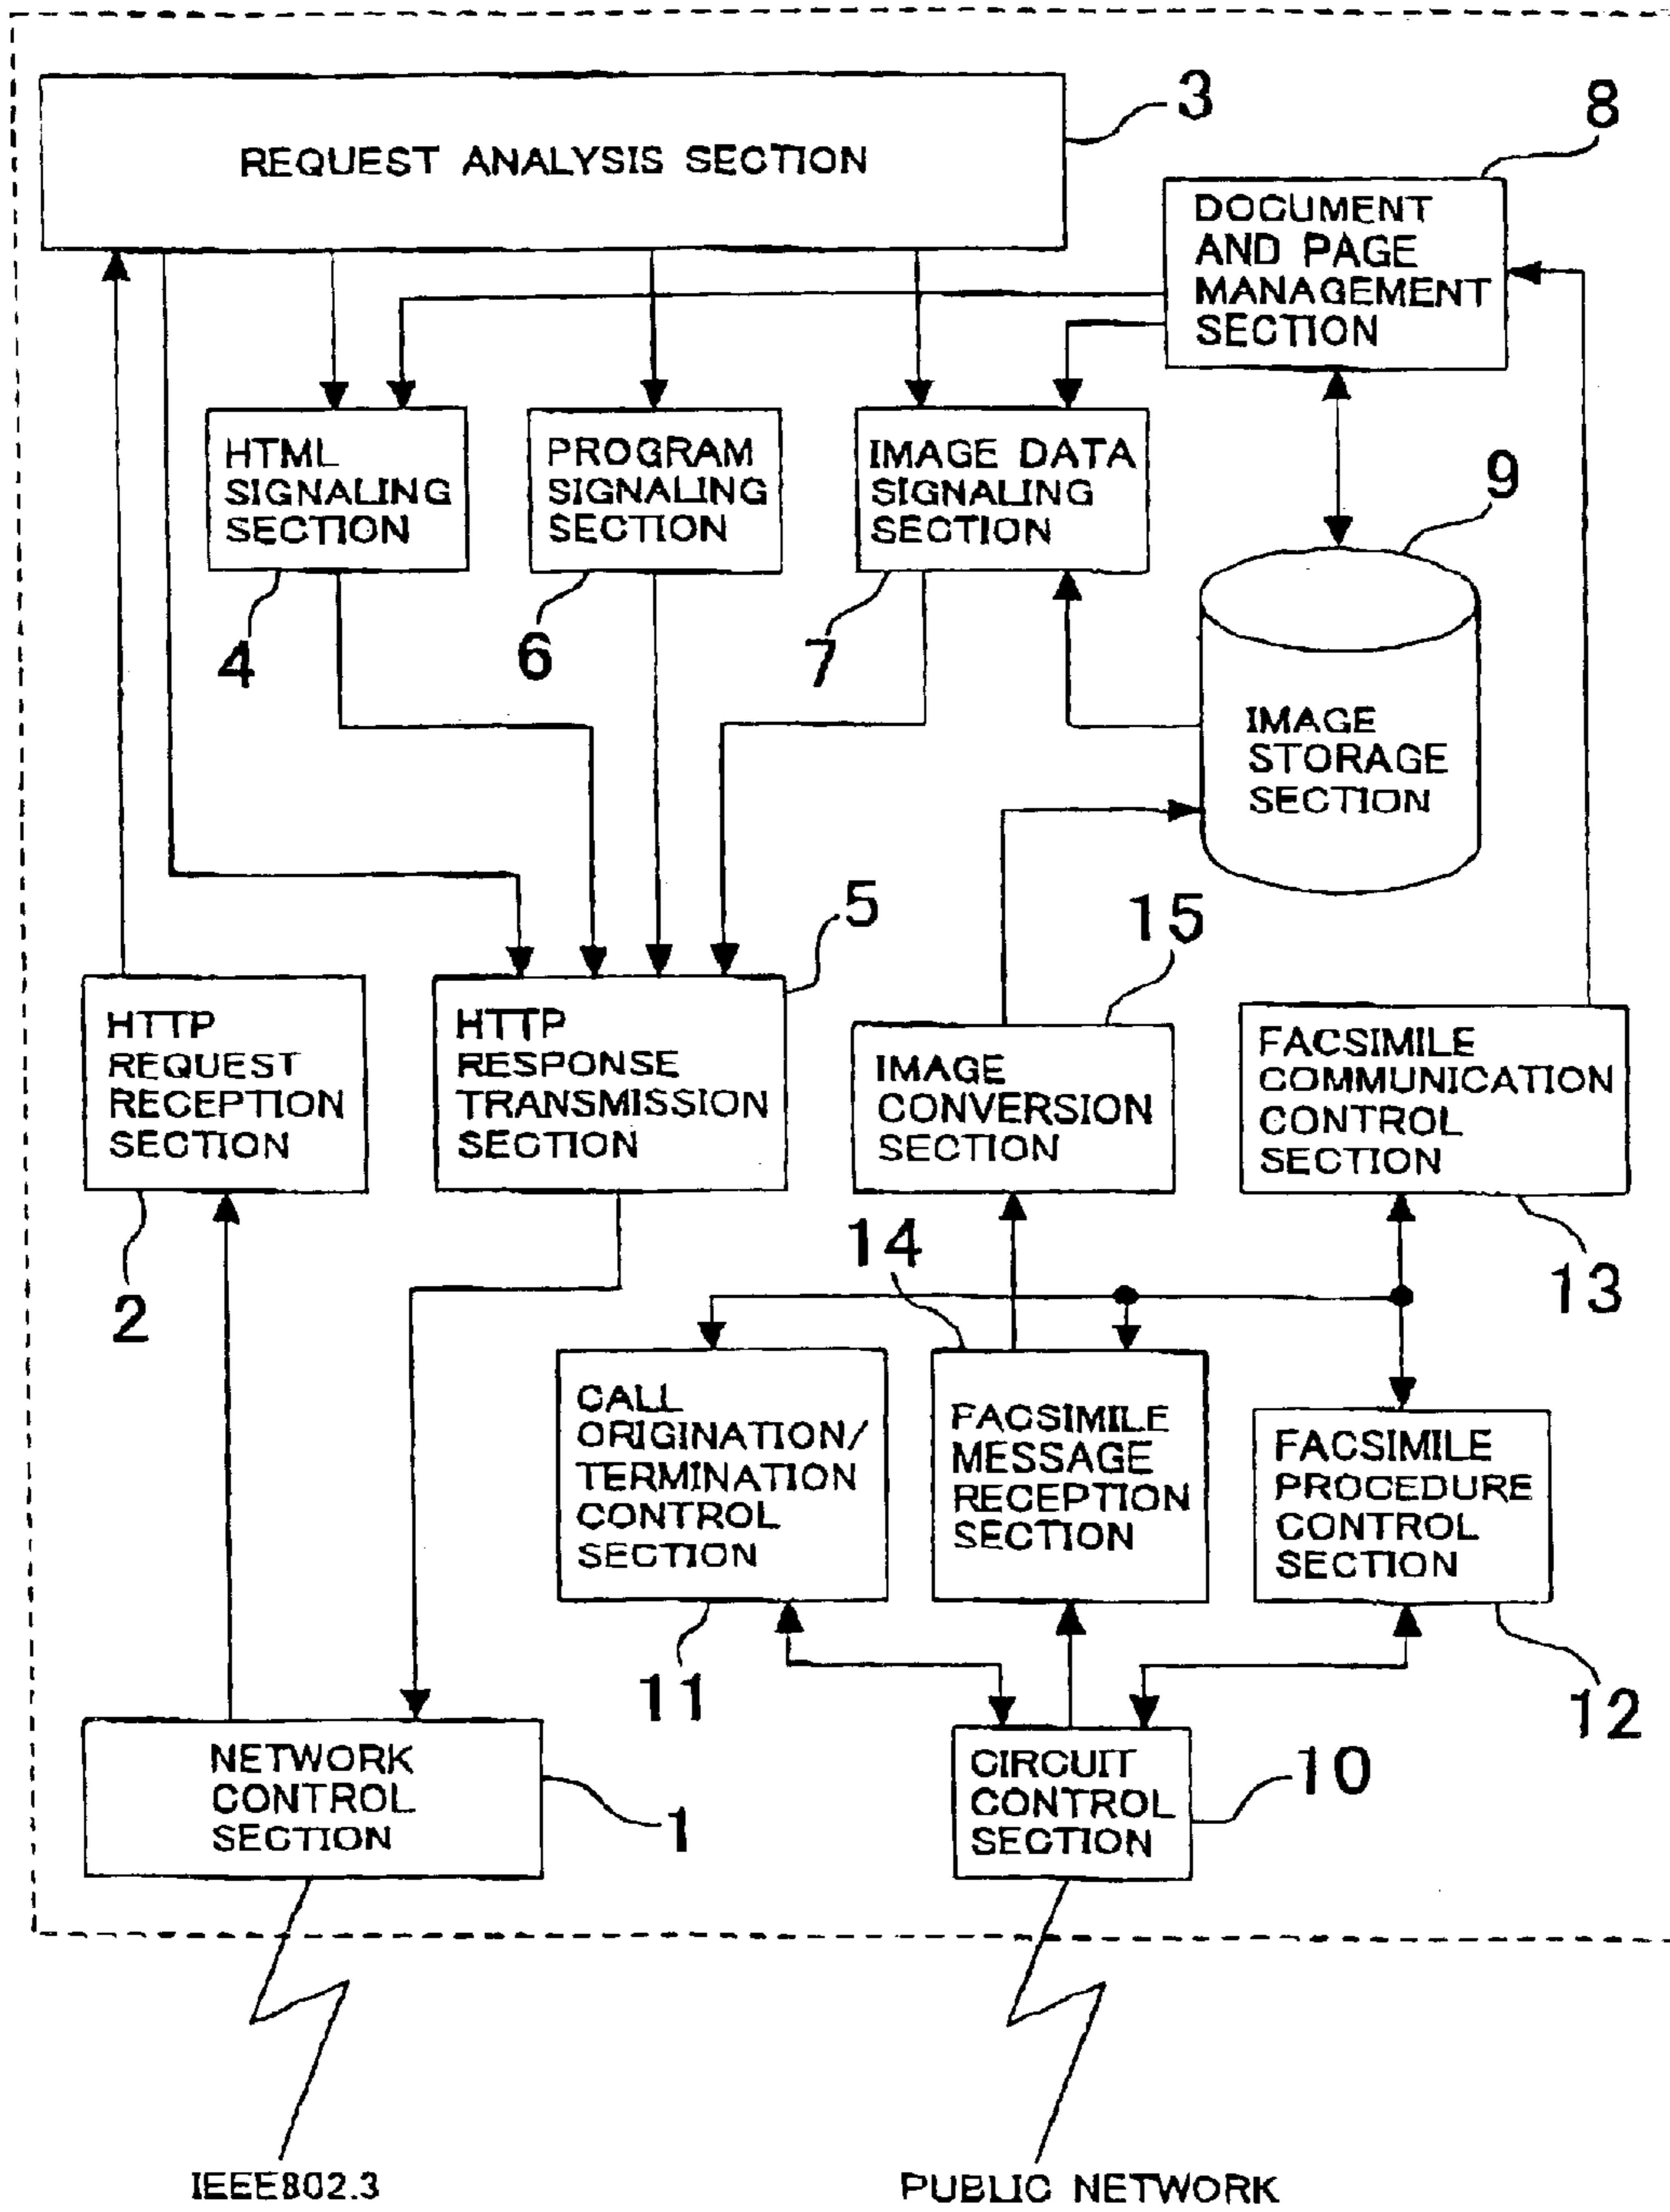 3
REQUEST ANALYSIS SECTION
8
DOCUMENT
AND PAGE
MANAGEMENT
SECTION
HTML
SIGNALING
SECTION
4
PROGRAM
SIGNALING
SECTION
6
IMAGE DATA
SIGNALING
SECTION
7
9
IMAGE
STORAGE
SECTION
5
15
HTTP
REQUEST
RECEPTION
SECTION
2
HTTP
RESPONSE
TRANSMISSION
SECTION
IMAGE
CONVERSION
SECTION
FACSIMILE
COMMUNICATION
CONTROL
SECTION
13
14
CALL
ORIGINATION/
TERMINATION
CONTROL
SECTION
11
FACSIMILE
MESSAGE
RECEPTION
SECTION
FACSIMILE
PROCEDURE
CONTROL
SECTION
12
NETWORK
CONTROL
SECTION
1
CIRCUIT
CONTROL
SECTION
10
IEEE802.3
PUBLIC NETWORK